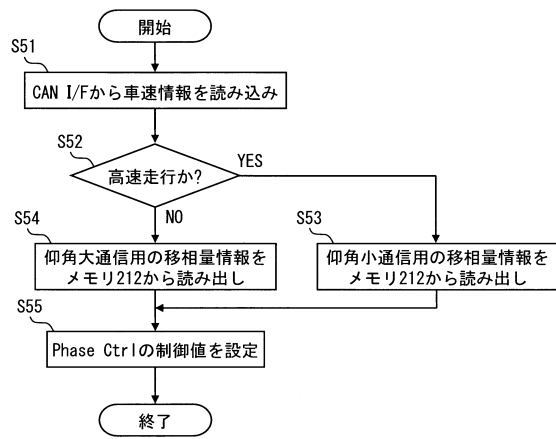 開始
S51
CAN I/Fから車速情報を読み込み
S52
高速走行か?
YES
NO
S54
仰角大通信用の移相量情報を
メモリ212から読み出し
S53
仰角小通信用の移相量情報を
メモリ212から読み出し
S55
Phase Ctrlの制御値を設定
終了